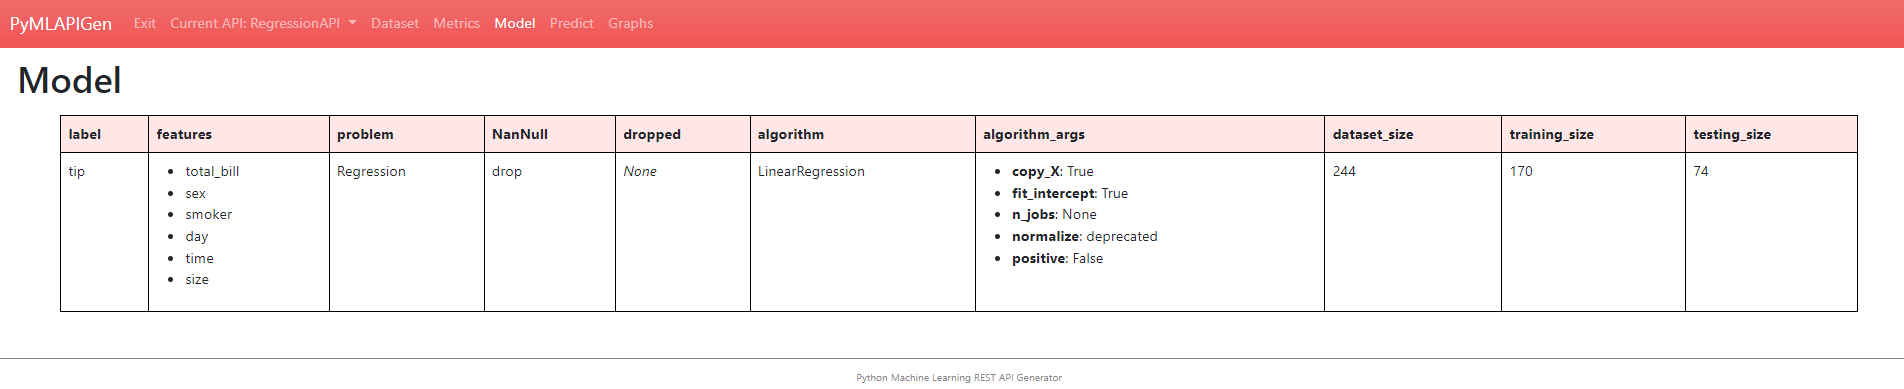 PyMLAPIGen Exit Current API: RegressionAPI Dataset Metrics Model Predict Graphs
Model
label features problem NanNull dropped algorithm algorithm_args dataset_size training_size testing_size
tip total_bill Regression drop None LinearRegression copy_X: True 244 170 74
sex fit_intercept: True
smoker n_jobs: None
day normalize: deprecated
time positive: False
size
Python Machine Learning REST API Generator